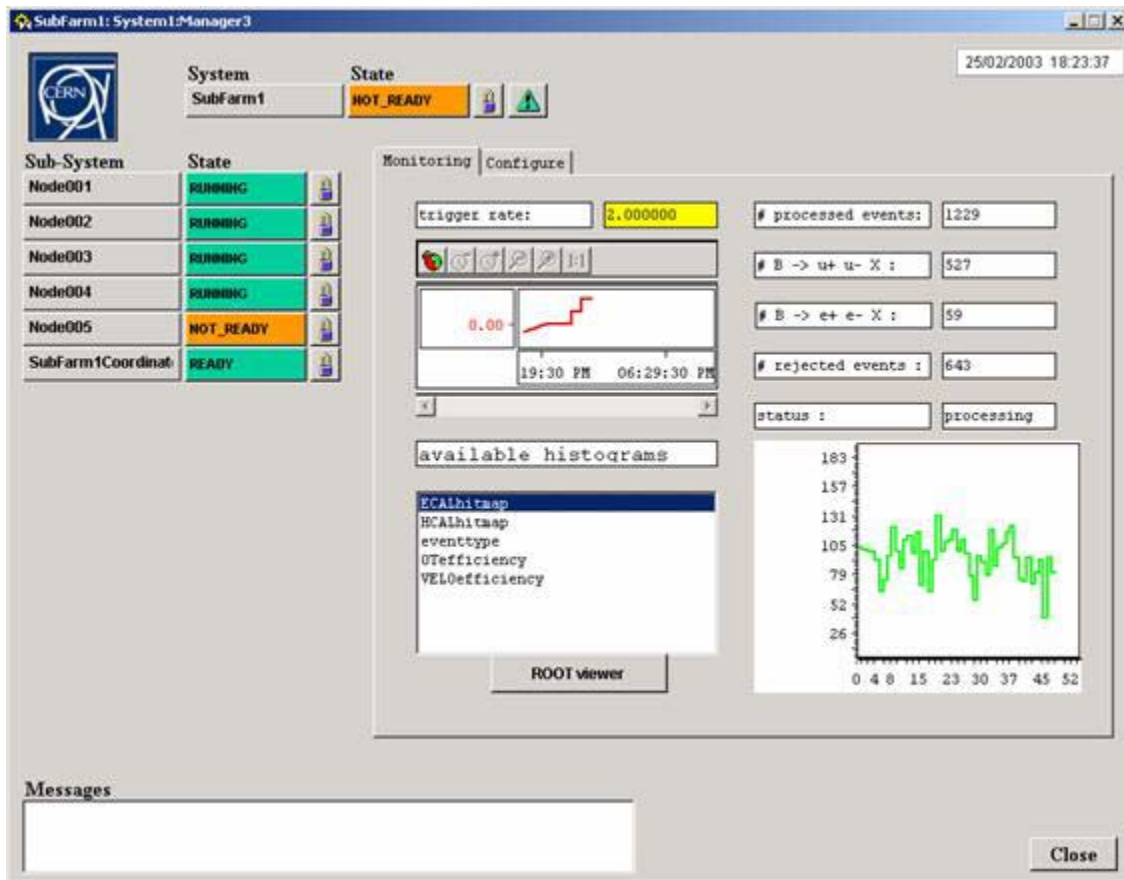 SubFarm1: System1:Manager3
25/02/2003 18:23:37
CERN
System State
SubFarm1 NOT_READY
Sub-System State
Node001 RUNNING
Node002 RUNNING
Node003 RUNNING
Node004 RUNNING
Node005 NOT_READY
SubFarm1Coordinat READY
Monitoring Configure
trigger rate: 2.000000
1:1
0.00
19:30 PM 06:29:30 PM
available histograms
ECALhitmap
HCALhitmap
eventtype
OTefficiency
VELOefficiency
ROOT viewer
# processed events: 1229
# B -> u+ u- X : 527
# B -> e+ e- X : 59
# rejected events : 643
status : processing
183
157
131
105
79
52
26
0 4 8 15 23 30 37 45 52
Messages
Close